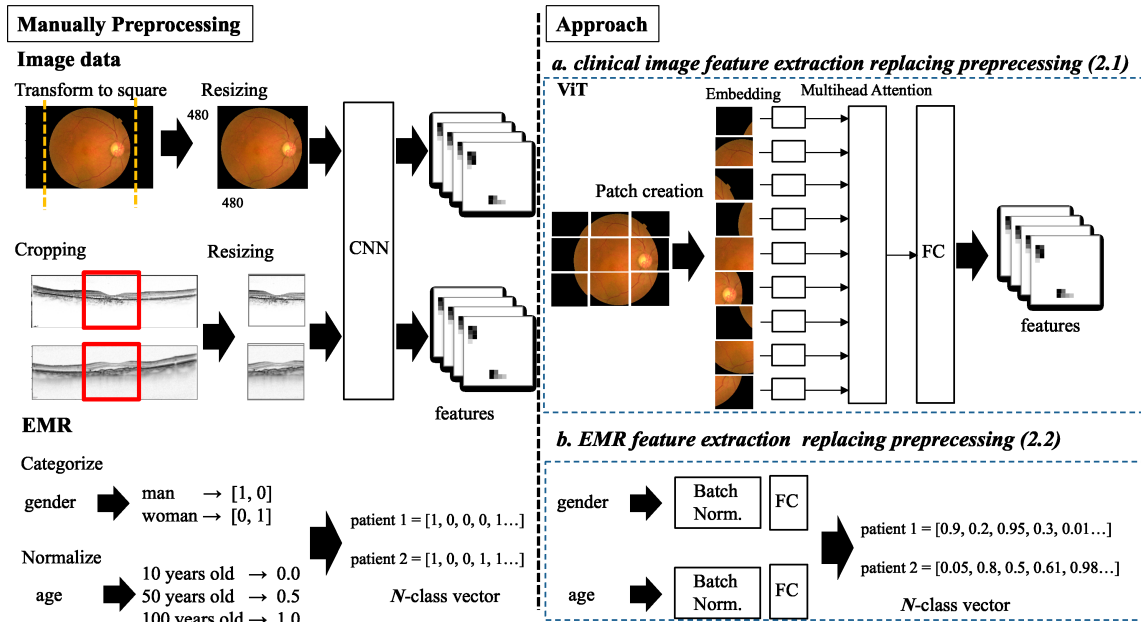 Manually Preprocessing
Image data
Transform to square
Resizing
480
480
CNN
Cropping
Resizing
features
EMR
Categorize
gender
man → [1, 0]
woman → [0, 1]
Normalize
age
10 years old → 0.0
50 years old → 0.5
100 years old → 1.0
patient 1 = [1, 0, 0, 0, 1…]
patient 2 = [1, 0, 0, 1, 1…]
N-class vector
Approach
a. clinical image feature extraction replacing preprecessing (2.1)
ViT
Embedding
Multihead Attention
Patch creation
FC
features
b. EMR feature extraction replacing preprecessing (2.2)
gender
Batch
Norm.
FC
age
Batch
Norm.
FC
patient 1 = [0.9, 0.2, 0.95, 0.3, 0.01…]
patient 2 = [0.05, 0.8, 0.5, 0.61, 0.98…]
N-class vector